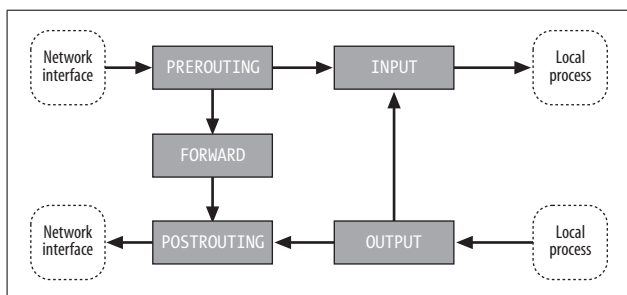 Network
interface
PREROUTING
INPUT
Local
process
FORWARD
Network
interface
POSTROUTING
OUTPUT
Local
process